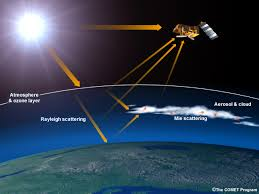 Atmosphere
& ozone layer
Aerosol & cloud
Rayleigh scattering
Mie scattering
©The COMET Program